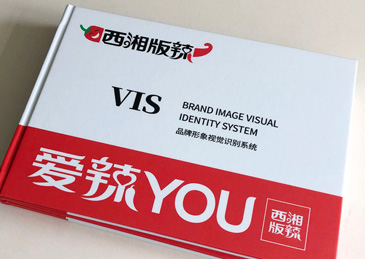 西湘版辣
VIS
BRAND IMAGE VISUAL
IDENTITY SYSTEM
品牌形象视觉识别系统
爱辣YOU
西湘
版辣